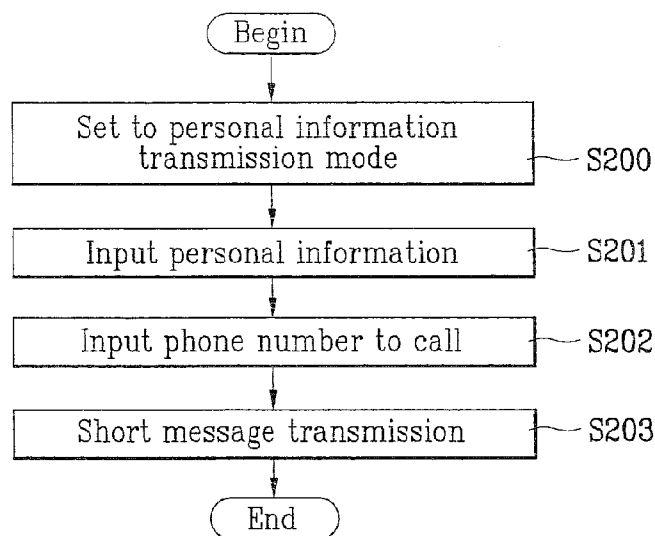 Begin
Set to personal information
transmission mode
S200
Input personal information
S201
Input phone number to call
S202
Short message transmission
S203
End